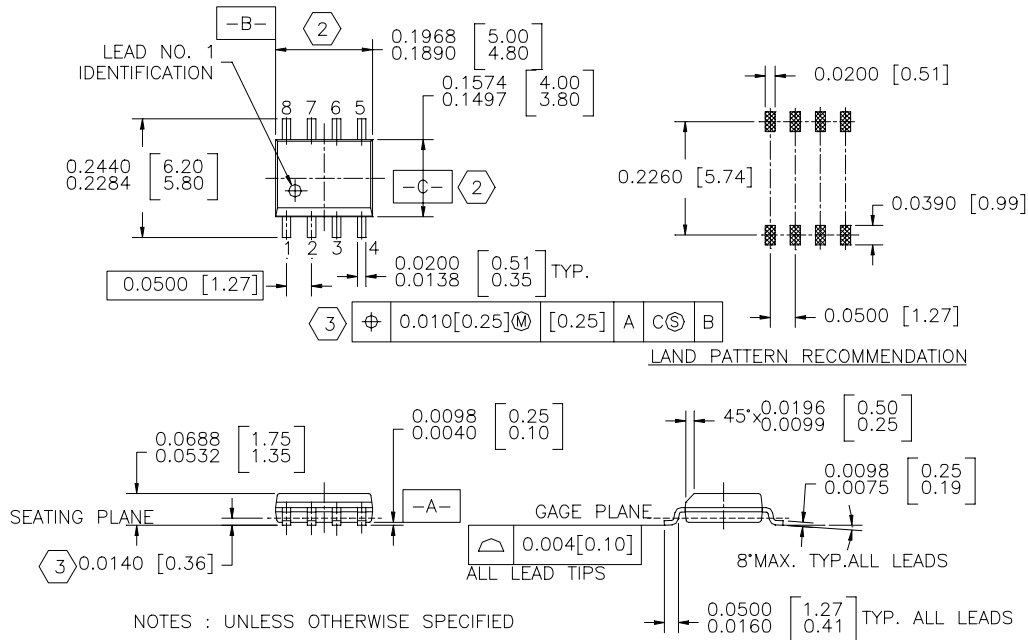 -B-
2
0.1968 [5.00]
0.1890 [4.80]
LEAD NO. 1
IDENTIFICATION
0.1574 [4.00]
0.1497 [3.80]
8 7 6 5
0.2440 [6.20]
0.2284 [5.80]
-C-
2
1 2 3 4
0.0500 [1.27]
0.0200 [0.51] TYP.
0.0138 [0.35]
3 ⌖ 0.010[0.25]Ⓜ [0.25] A CⓈ B
0.0200 [0.51]
0.2260 [5.74]
0.0390 [0.99]
0.0500 [1.27]
LAND PATTERN RECOMMENDATION
0.0688 [1.75]
0.0532 [1.35]
0.0098 [0.25]
0.0040 [0.10]
-A-
SEATING PLANE
3 0.0140 [0.36]
45°x 0.0196 [0.50]
0.0099 [0.25]
0.0098 [0.25]
0.0075 [0.19]
GAGE PLANE
⌓ 0.004[0.10]
ALL LEAD TIPS
8°MAX. TYP.ALL LEADS
0.0500 [1.27] TYP. ALL LEADS
0.0160 [0.41]
NOTES : UNLESS OTHERWISE SPECIFIED